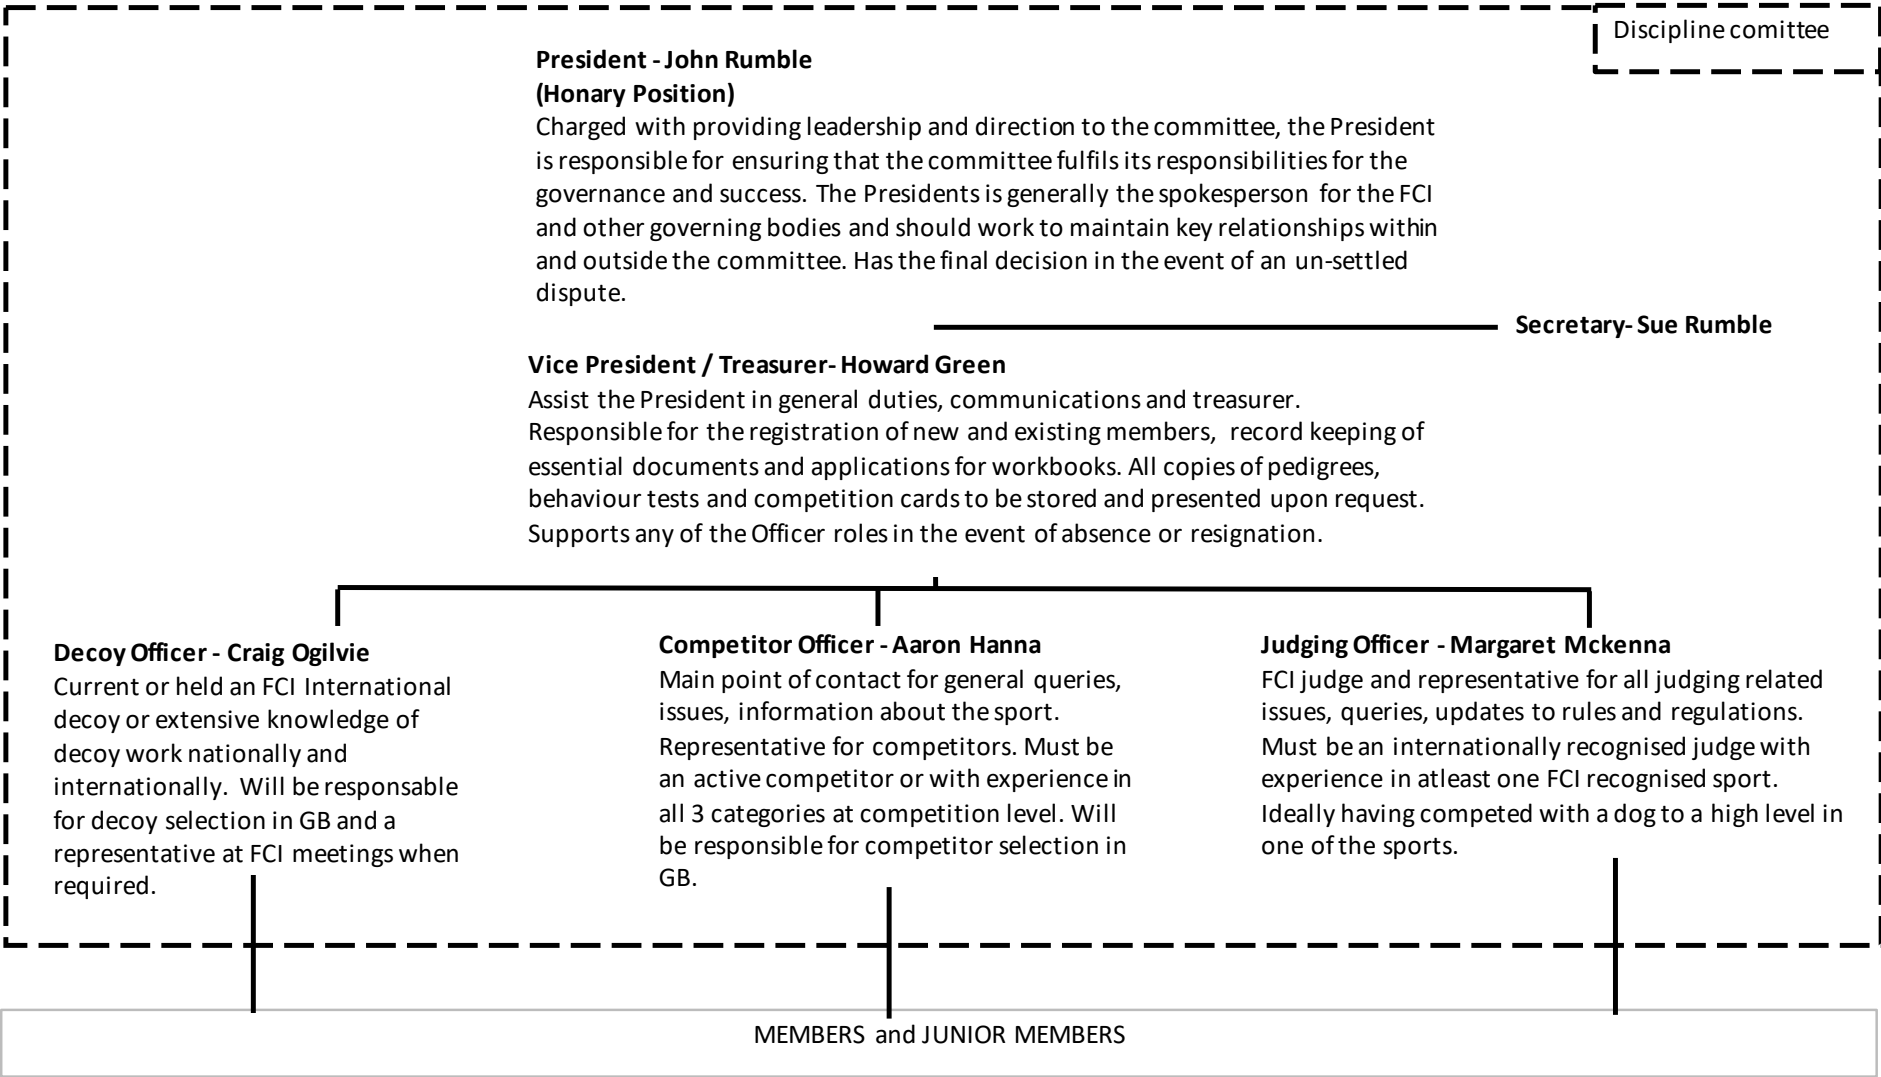 Discipline comittee
President - John Rumble
(Honary Position)
Charged with providing leadership and direction to the committee, the President
is responsible for ensuring that the committee fulfils its responsibilities for the
governance and success. The Presidents is generally the spokesperson for the FCI
and other governing bodies and should work to maintain key relationships within
and outside the committee. Has the final decision in the event of an un-settled
dispute.
Secretary- Sue Rumble
Vice President / Treasurer- Howard Green
Assist the President in general duties, communications and treasurer.
Responsible for the registration of new and existing members, record keeping of
essential documents and applications for workbooks. All copies of pedigrees,
behaviour tests and competition cards to be stored and presented upon request.
Supports any of the Officer roles in the event of absence or resignation.
Decoy Officer - Craig Ogilvie
Current or held an FCI International
decoy or extensive knowledge of
decoy work nationally and
internationally. Will be responsable
for decoy selection in GB and a
representative at FCI meetings when
required.
Competitor Officer - Aaron Hanna
Main point of contact for general queries,
issues, information about the sport.
Representative for competitors. Must be
an active competitor or with experience in
all 3 categories at competition level. Will
be responsible for competitor selection in
GB.
Judging Officer - Margaret Mckenna
FCI judge and representative for all judging related
issues, queries, updates to rules and regulations.
Must be an internationally recognised judge with
experience in atleast one FCI recognised sport.
Ideally having competed with a dog to a high level in
one of the sports.
MEMBERS and JUNIOR MEMBERS